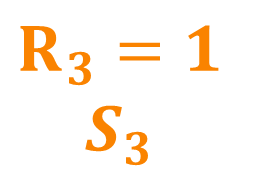 R₃ = 1
S₃